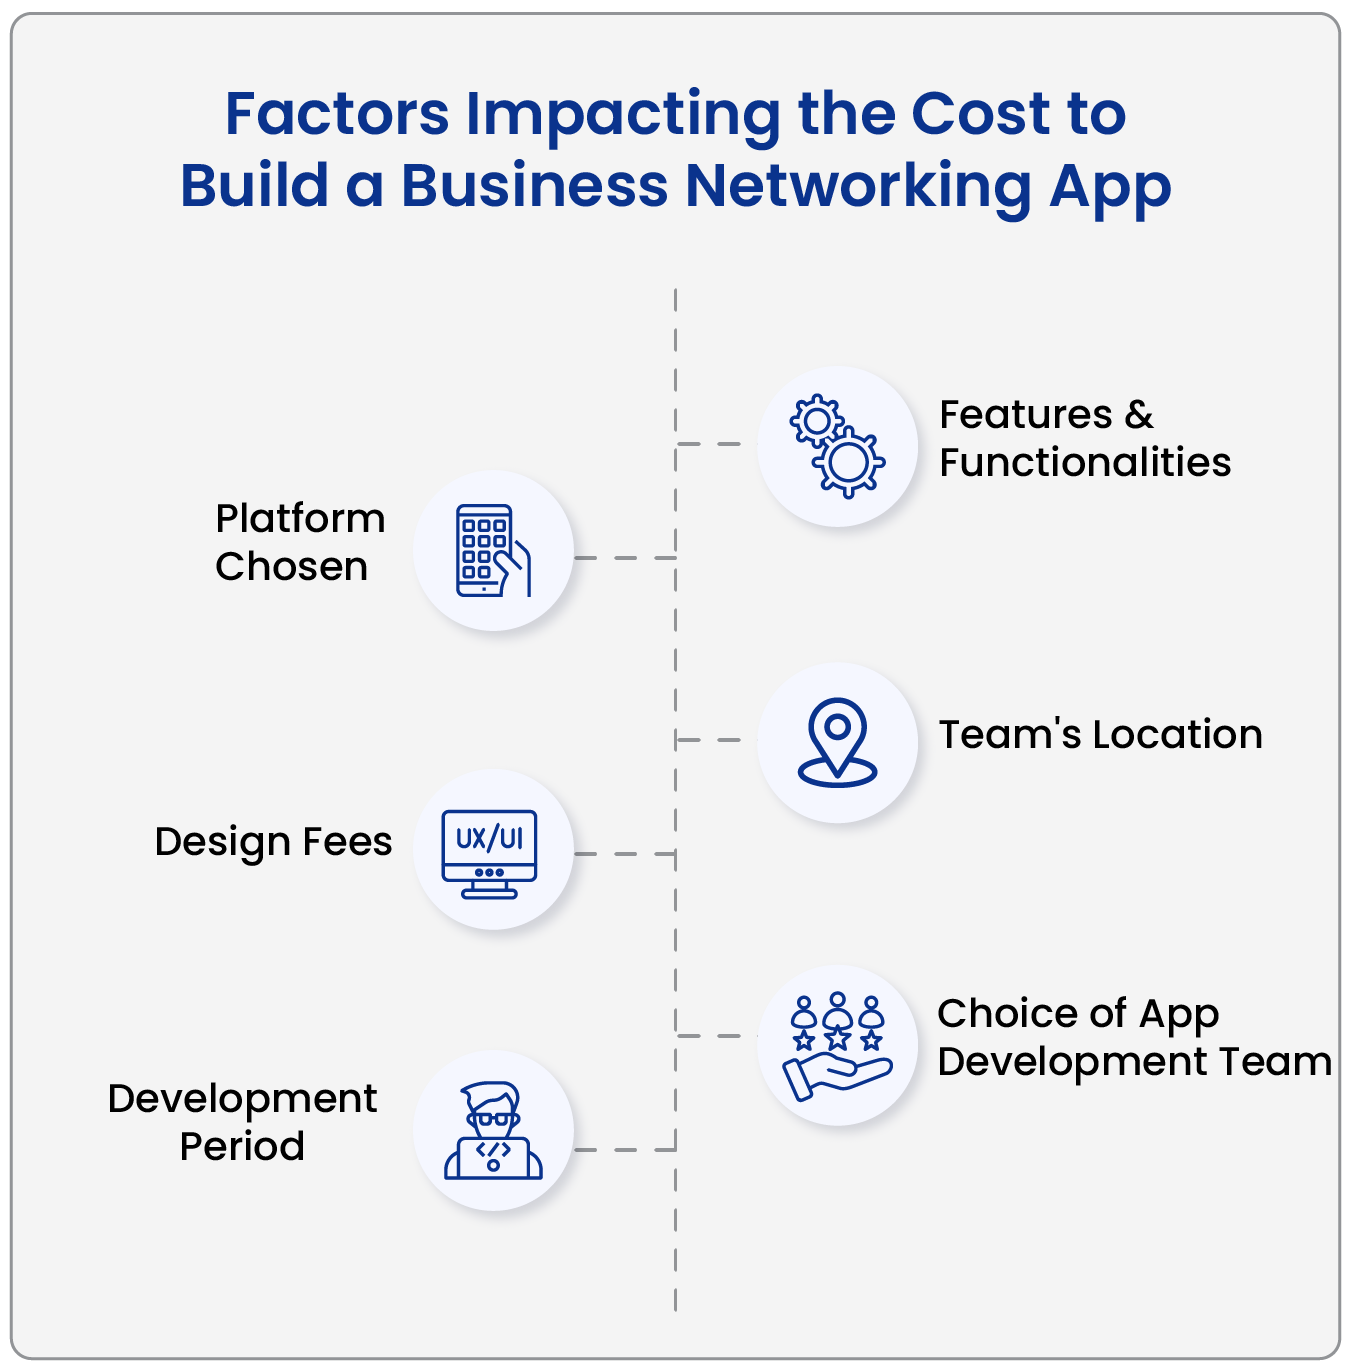 Factors Impacting the Cost to
Build a Business Networking App
Features &
Functionalities
Platform
Chosen
Team's Location
UX/UI
Design Fees
Choice of App
Development Team
Development
Period